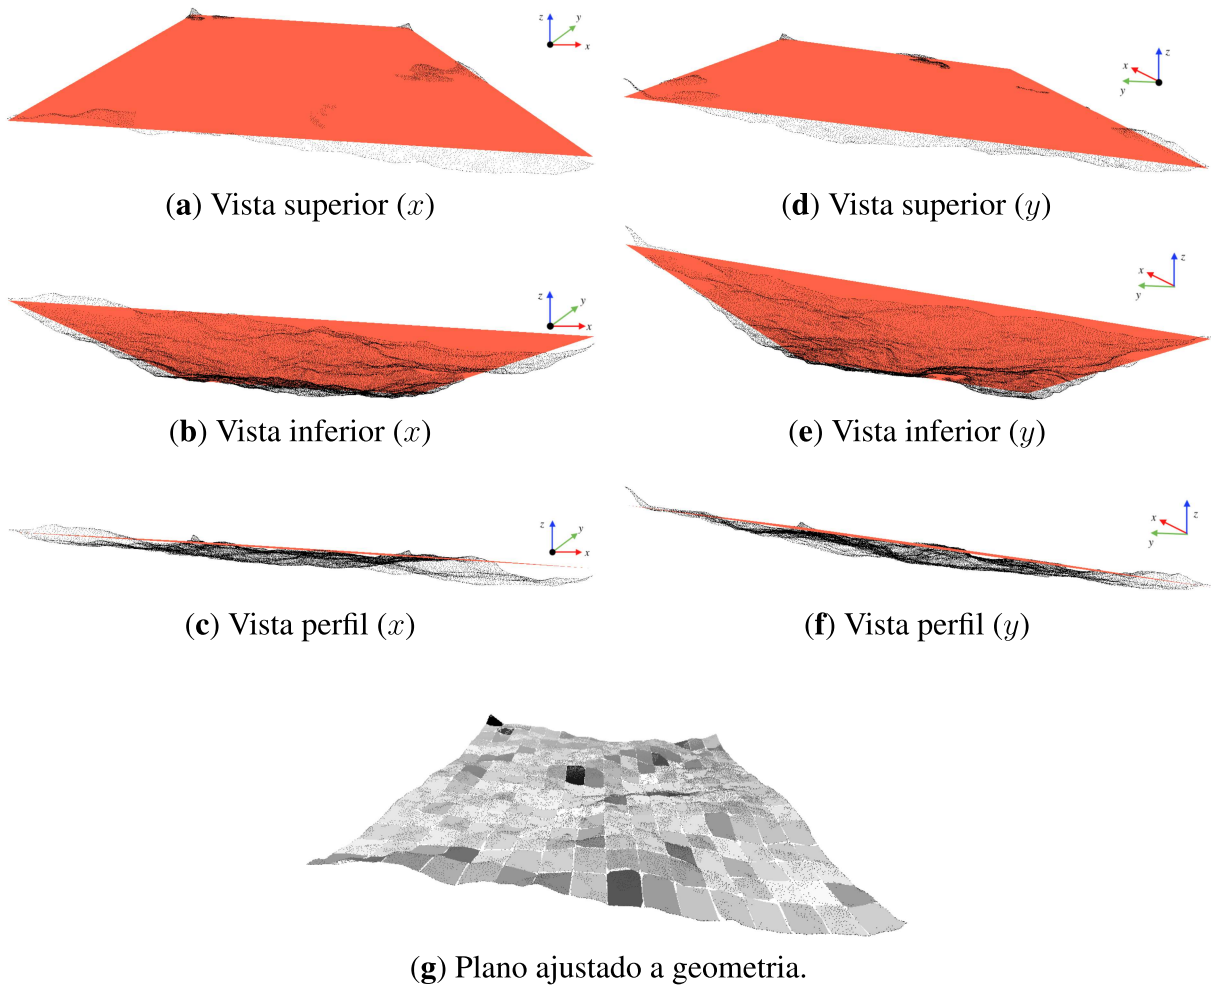 z
y
x
(a) Vista superior (x)
x
z
y
(d) Vista superior (y)
z
y
x
(b) Vista inferior (x)
x
z
y
(e) Vista inferior (y)
z
y
x
(c) Vista perfil (x)
x
z
y
(f) Vista perfil (y)
(g) Plano ajustado a geometria.